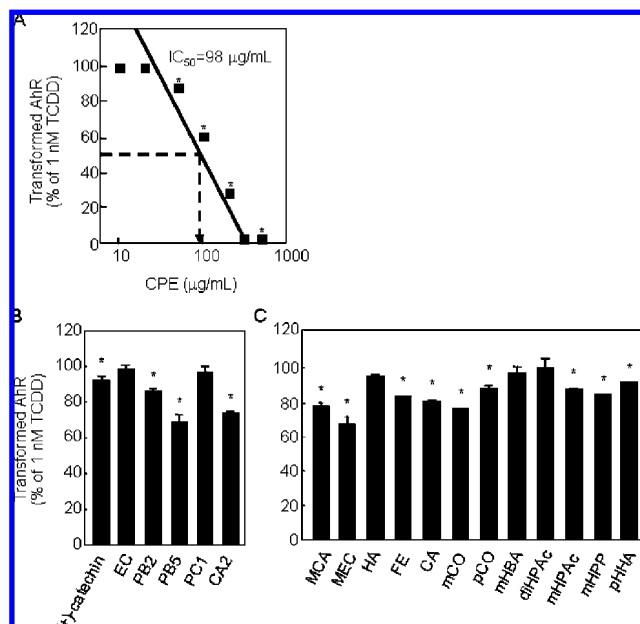 A
IC50=98 μg/mL
Transformed AhR
(% of 1 nM TCDD)
120
100
80
60
40
20
0
* * * *
10 100 1000
CPE (μg/mL)
B
Transformed AhR
(% of 1 nM TCDD)
120
100
80
60
40
20
0
* * * *
(+)-catechin EC PB2 PB5 PC1 CA2
C
120
100
80
60
40
20
0
* * * * * * * * *
MCA MEC HA FE CA mCO pCO mHBA diHPAc mHPAc mHPP pHHA